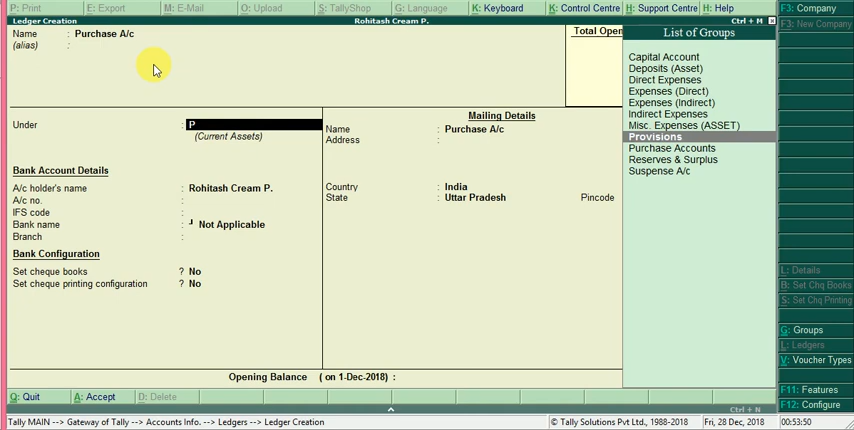 P: Print E: Export M: E-Mail O: Upload S: TallyShop G: Language K: Keyboard K: Control Centre H: Support Centre H: Help
F3: Company
F3: New Company
Ledger Creation Rohitash Cream P. Ctrl + M
Name : Purchase A/c
(alias) :
Total Open
List of Groups
Capital Account
Deposits (Asset)
Direct Expenses
Expenses (Direct)
Expenses (Indirect)
Indirect Expenses
Misc. Expenses (ASSET)
Provisions
Purchase Accounts
Reserves & Surplus
Suspense A/c
Under : P
(Current Assets)
Mailing Details
Name : Purchase A/c
Address :
Bank Account Details
A/c holder's name : Rohitash Cream P.
A/c no. :
IFS code :
Bank name : ┘ Not Applicable
Branch :
Country : India
State : Uttar Pradesh Pincode
Bank Configuration
Set cheque books ? No
Set cheque printing configuration ? No
Opening Balance ( on 1-Dec-2018) :
L: Details
B: Set Chq Books
S: Set Chq Printing
G: Groups
L: Ledgers
V: Voucher Types
F11: Features
F12: Configure
Q: Quit A: Accept D: Delete
Ctrl + N
Tally MAIN --> Gateway of Tally --> Accounts Info. --> Ledgers --> Ledger Creation © Tally Solutions Pvt Ltd., 1988-2018 Fri, 28 Dec, 2018 00:53:50